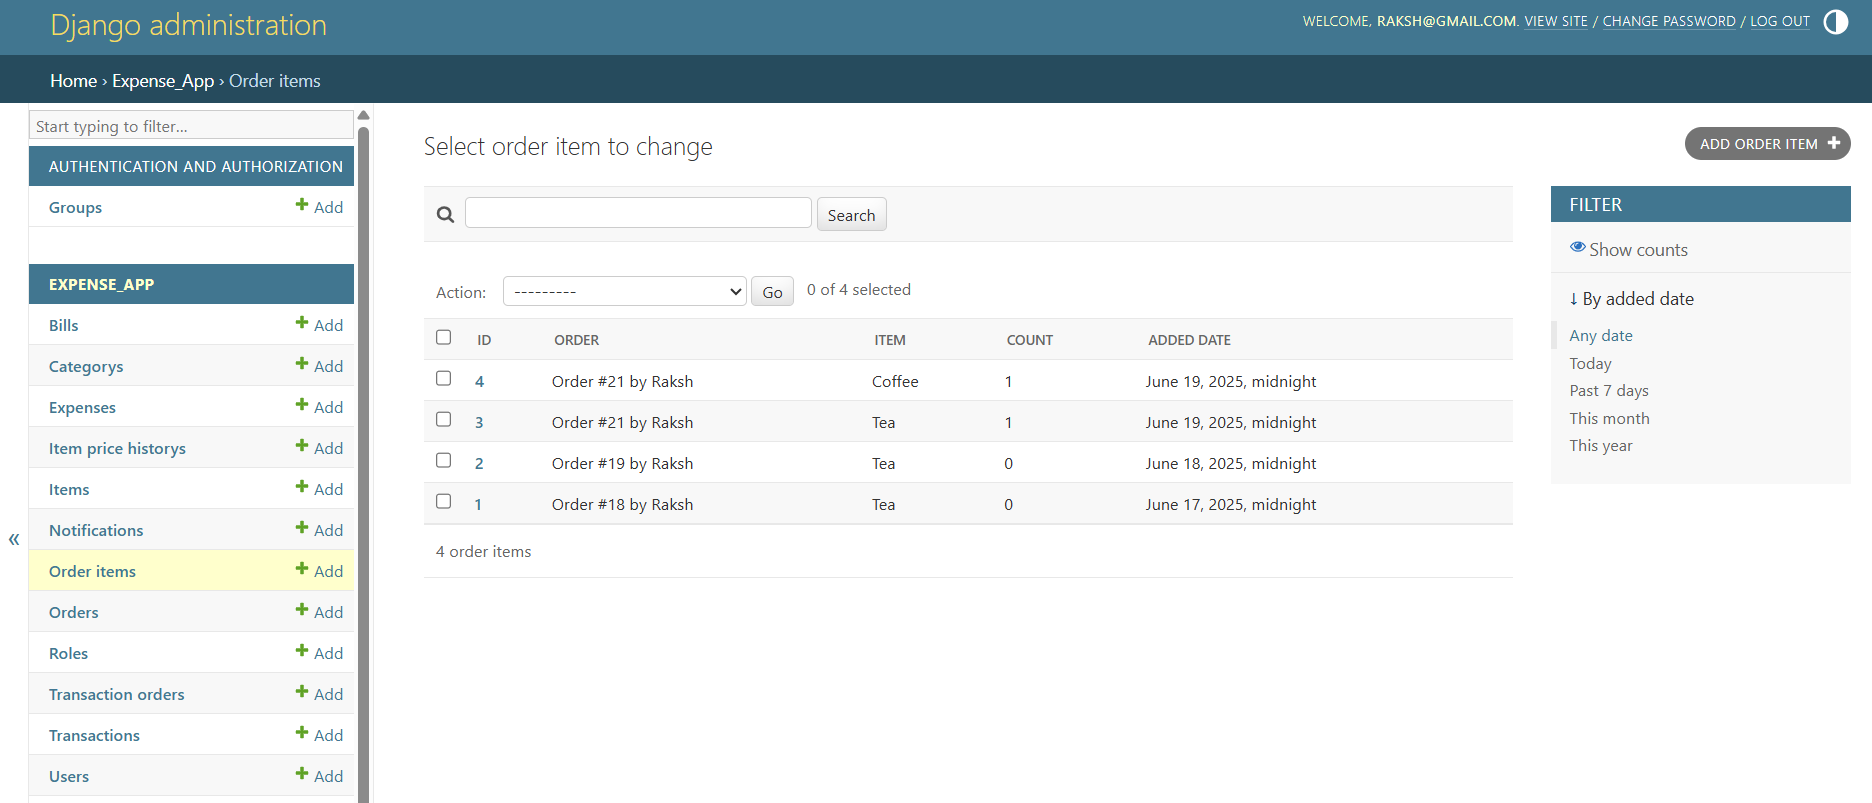 Django administration
WELCOME, RAKSH@GMAIL.COM. VIEW SITE / CHANGE PASSWORD / LOG OUT
Home › Expense_App › Order items
Start typing to filter...
AUTHENTICATION AND AUTHORIZATION
Groups + Add
EXPENSE_APP
Bills + Add
Categorys + Add
Expenses + Add
Item price historys + Add
Items + Add
Notifications + Add
Order items + Add
Orders + Add
Roles + Add
Transaction orders + Add
Transactions + Add
Users + Add
«
Select order item to change
ADD ORDER ITEM +
Search
Action: --------- Go 0 of 4 selected
ID ORDER ITEM COUNT ADDED DATE
4 Order #21 by Raksh Coffee 1 June 19, 2025, midnight
3 Order #21 by Raksh Tea 1 June 19, 2025, midnight
2 Order #19 by Raksh Tea 0 June 18, 2025, midnight
1 Order #18 by Raksh Tea 0 June 17, 2025, midnight
4 order items
FILTER
Show counts
↓ By added date
Any date
Today
Past 7 days
This month
This year